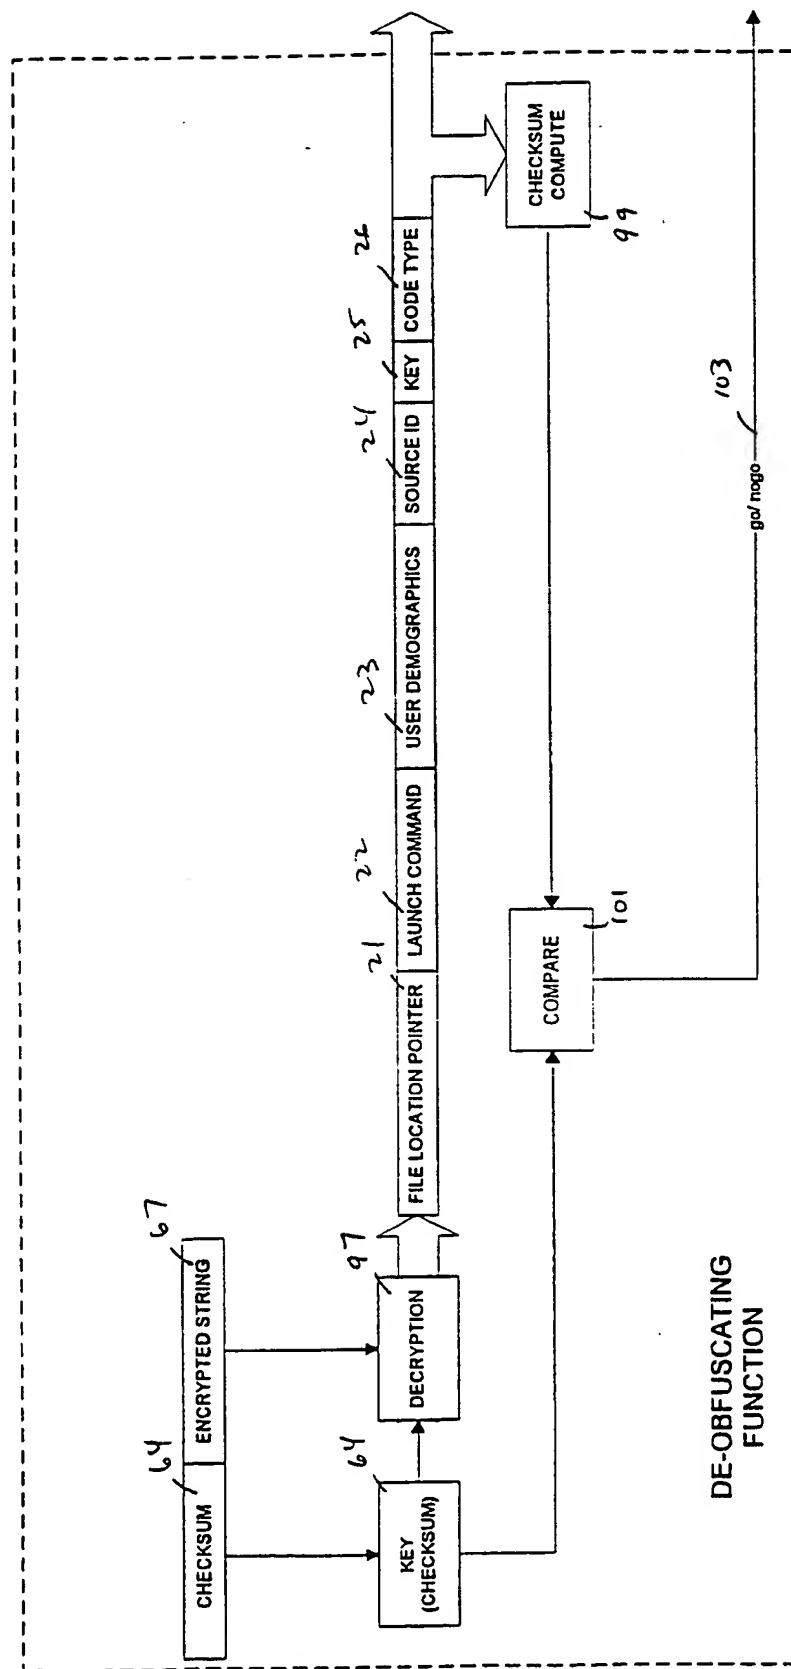 64
67
CHECKSUM
ENCRYPTED STRING
64
97
KEY
(CHECKSUM)
DECRYPTION
21
22
23
24
25
26
FILE LOCATION POINTER
LAUNCH COMMAND
USER DEMOGRAPHICS
SOURCE ID
KEY
CODE TYPE
COMPARE
101
CHECKSUM
COMPUTE
99
103
go/ nogo
DE-OBFUSCATING
FUNCTION